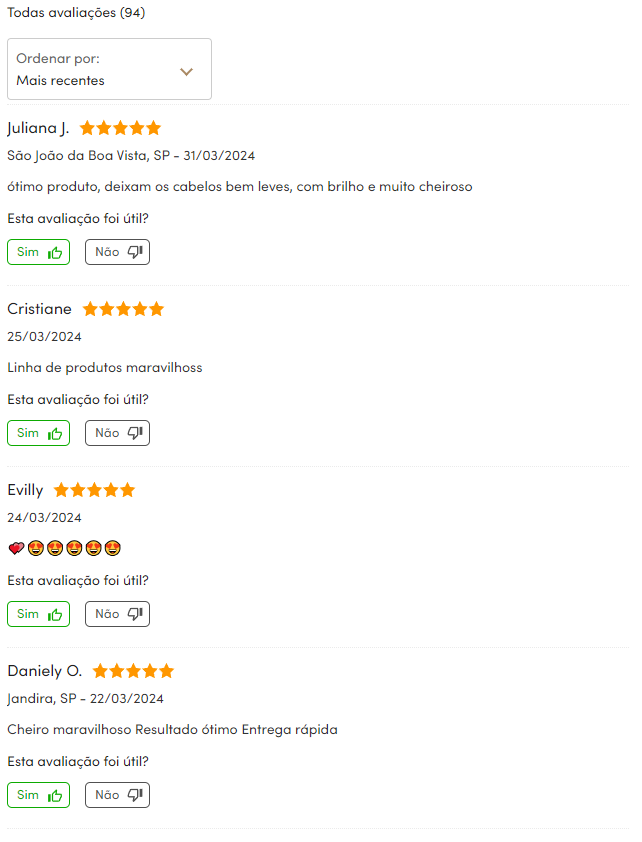 Todas avaliações (94)
Ordenar por:
Mais recentes
Juliana J.
São João da Boa Vista, SP - 31/03/2024
ótimo produto, deixam os cabelos bem leves, com brilho e muito cheiroso
Esta avaliação foi útil?
Sim Não
Cristiane
25/03/2024
Linha de produtos maravilhoss
Esta avaliação foi útil?
Sim Não
Evilly
24/03/2024
💕😍😍😍😍😍
Esta avaliação foi útil?
Sim Não
Daniely O.
Jandira, SP - 22/03/2024
Cheiro maravilhoso Resultado ótimo Entrega rápida
Esta avaliação foi útil?
Sim Não